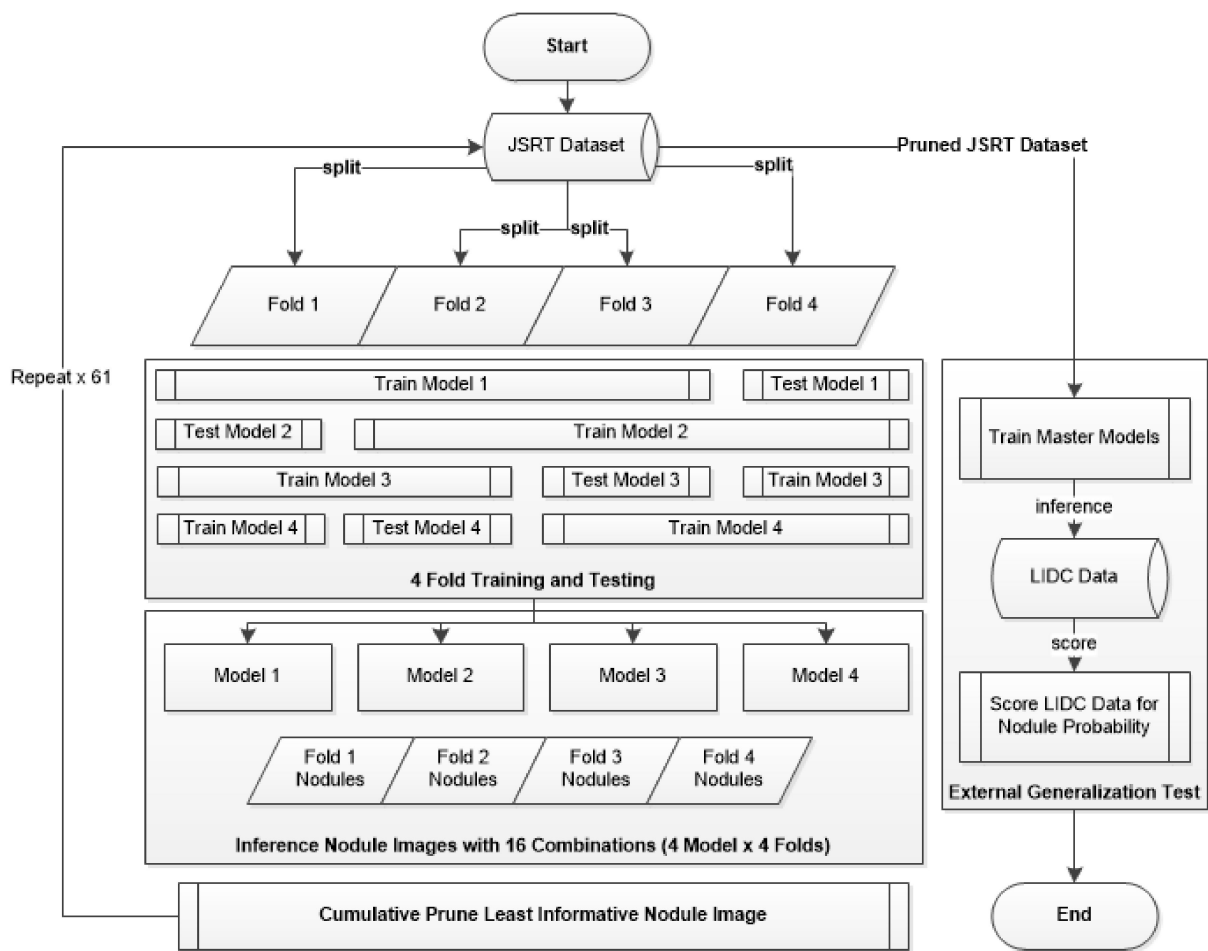 Start
JSRT Dataset
Pruned JSRT Dataset
split
split
split
split
Fold 1
Fold 2
Fold 3
Fold 4
Repeat x 61
Train Model 1
Test Model 1
Test Model 2
Train Model 2
Train Model 3
Test Model 3
Train Model 3
Train Model 4
Test Model 4
Train Model 4
4 Fold Training and Testing
Model 1
Model 2
Model 3
Model 4
Fold 1
Nodules
Fold 2
Nodules
Fold 3
Nodules
Fold 4
Nodules
Inference Nodule Images with 16 Combinations (4 Model x 4 Folds)
Cumulative Prune Least Informative Nodule Image
Train Master Models
inference
LIDC Data
score
Score LIDC Data for
Nodule Probability
External Generalization Test
End